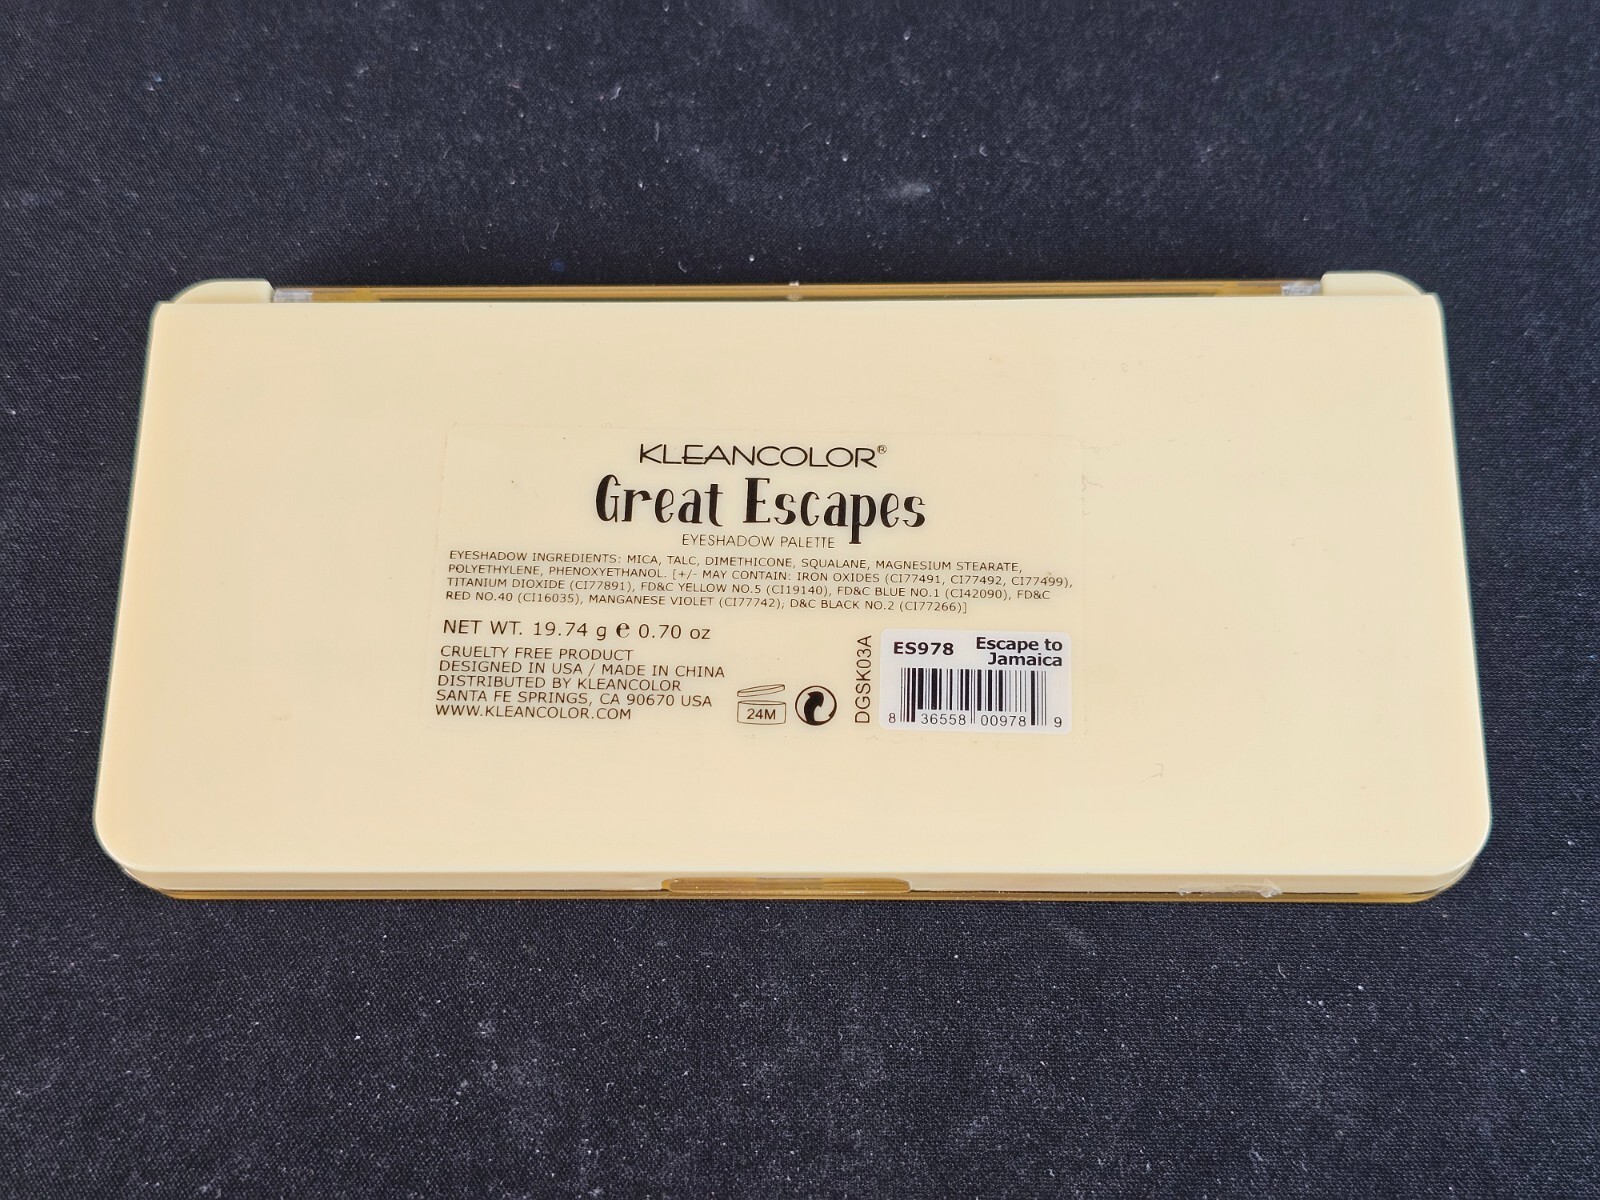 KLEANCOLOR®
Great Escapes
EYESHADOW PALETTE
EYESHADOW INGREDIENTS: MICA, TALC, DIMETHICONE, SQUALANE, MAGNESIUM STEARATE,
POLYETHYLENE, PHENOXYETHANOL. [+/- MAY CONTAIN: IRON OXIDES (CI77491, CI77492, CI77499),
TITANIUM DIOXIDE (CI77891), FD&C YELLOW NO.5 (CI19140), FD&C BLUE NO.1 (CI42090), FD&C
RED NO.40 (CI16035), MANGANESE VIOLET (CI77742); D&C BLACK NO.2 (CI77266)]
NET WT. 19.74 g ℮ 0.70 oz
CRUELTY FREE PRODUCT
DESIGNED IN USA / MADE IN CHINA
DISTRIBUTED BY KLEANCOLOR
SANTA FE SPRINGS, CA 90670 USA
WWW.KLEANCOLOR.COM
24M
DGSK03A
ES978 Escape to
Jamaica
8 36558 00978 9